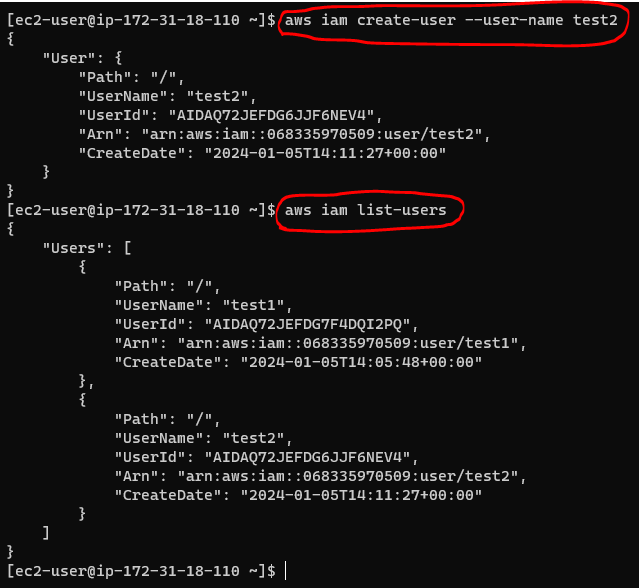 [ec2-user@ip-172-31-18-110 ~]$ aws iam create-user --user-name test2
{
    "User": {
        "Path": "/",
        "UserName": "test2",
        "UserId": "AIDAQ72JEFDG6JJF6NEV4",
        "Arn": "arn:aws:iam::068335970509:user/test2",
        "CreateDate": "2024-01-05T14:11:27+00:00"
    }
}
[ec2-user@ip-172-31-18-110 ~]$ aws iam list-users
{
    "Users": [
        {
            "Path": "/",
            "UserName": "test1",
            "UserId": "AIDAQ72JEFDG7F4DQI2PQ",
            "Arn": "arn:aws:iam::068335970509:user/test1",
            "CreateDate": "2024-01-05T14:05:48+00:00"
        },
        {
            "Path": "/",
            "UserName": "test2",
            "UserId": "AIDAQ72JEFDG6JJF6NEV4",
            "Arn": "arn:aws:iam::068335970509:user/test2",
            "CreateDate": "2024-01-05T14:11:27+00:00"
        }
    ]
}
[ec2-user@ip-172-31-18-110 ~]$